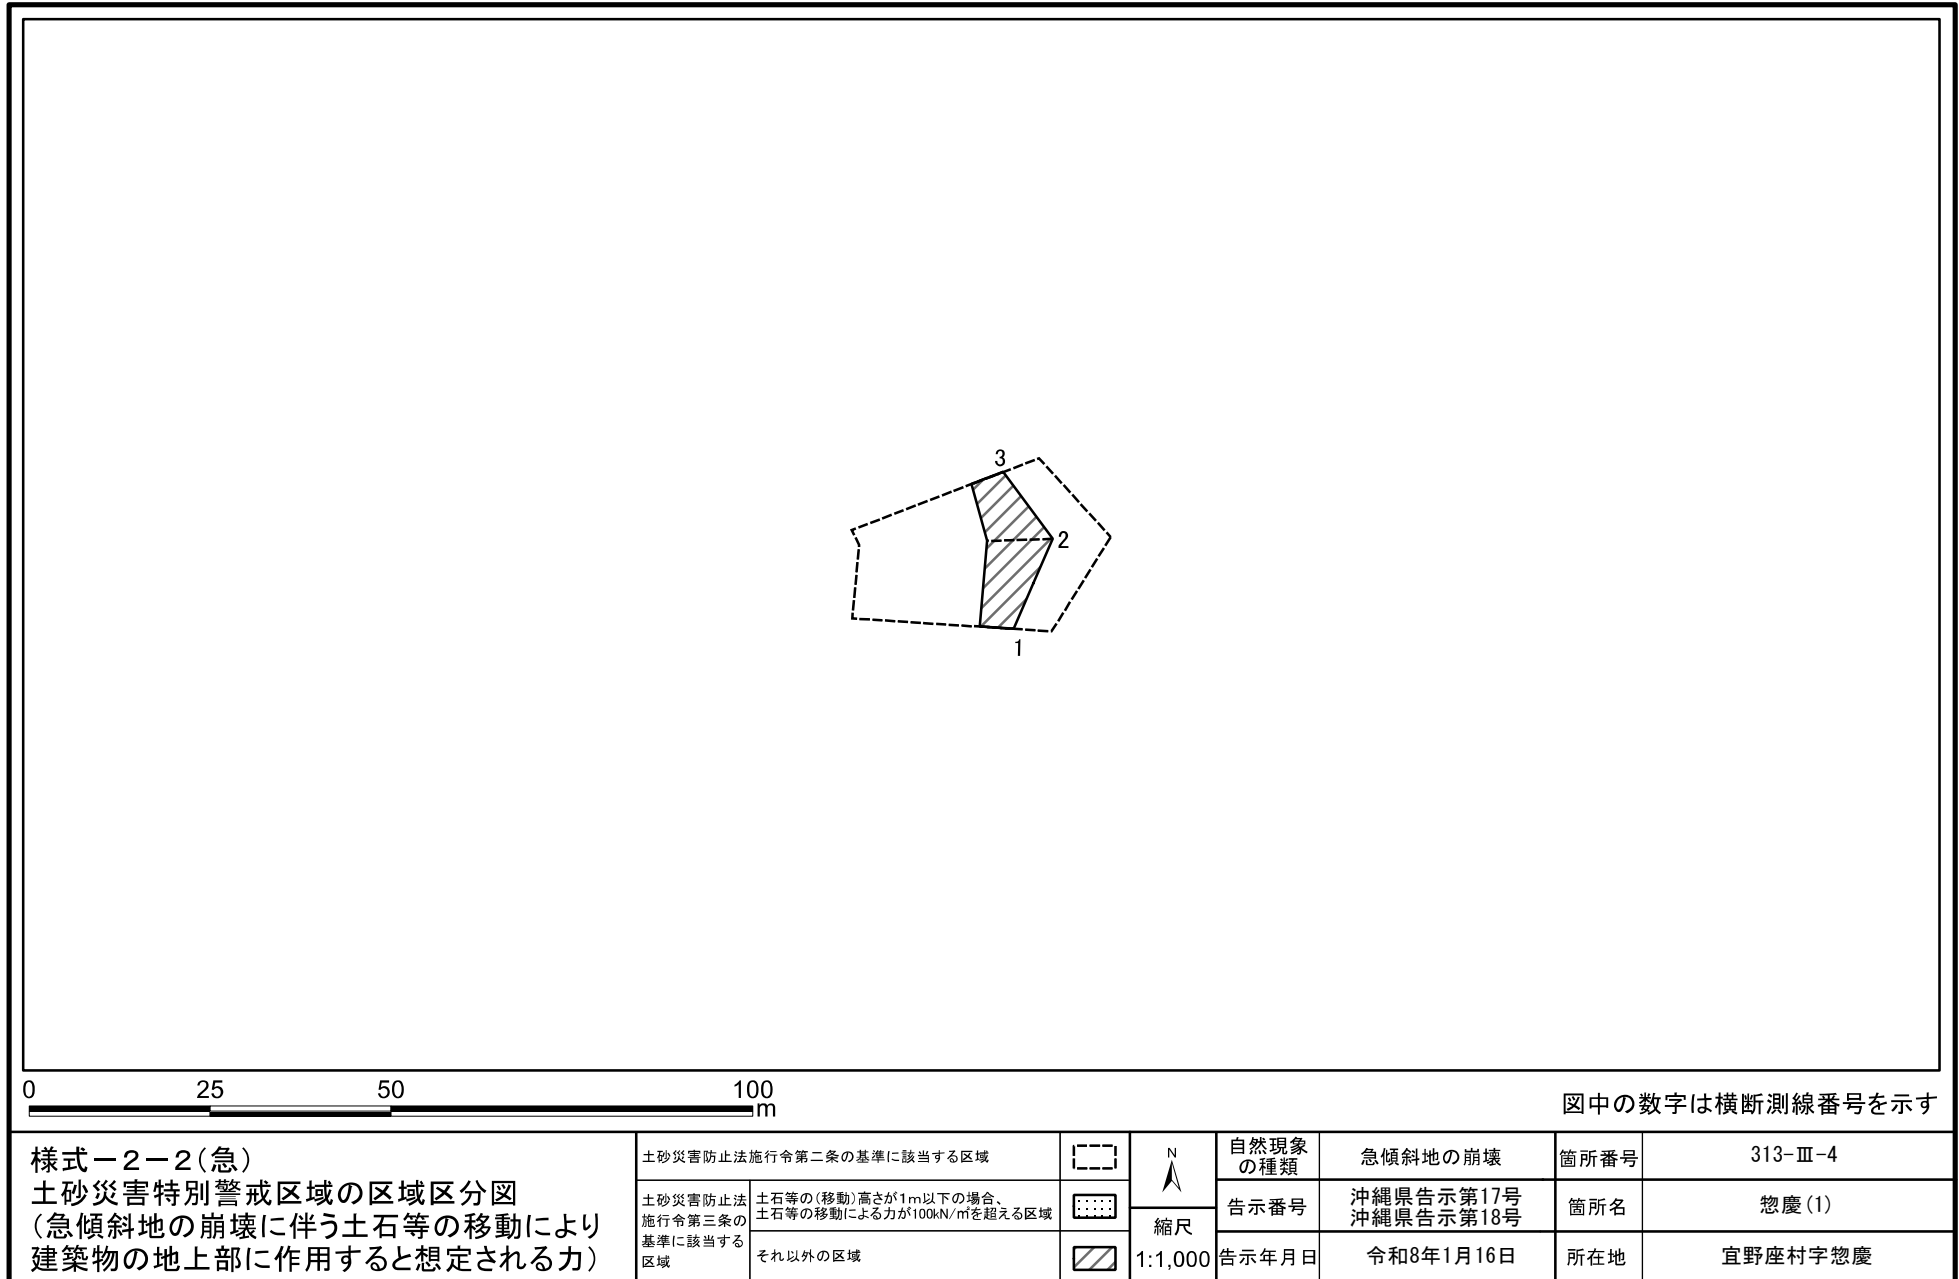 3
2
1
0 25 50 100
m
図中の数字は横断測線番号を示す
様式－２－２（急）
土砂災害特別警戒区域の区域区分図
（急傾斜地の崩壊に伴う土石等の移動により
建築物の地上部に作用すると想定される力）
土砂災害防止法施行令第二条の基準に該当する区域
土砂災害防止法
施行令第三条の
基準に該当する
区域
土石等の（移動）高さが1m以下の場合、
土石等の移動による力が100kN/㎡を超える区域
それ以外の区域
N
縮尺
1:1,000
自然現象
の種類
急傾斜地の崩壊
箇所番号
313-Ⅲ-4
告示番号
沖縄県告示第17号
沖縄県告示第18号
箇所名
惣慶(1)
告示年月日
令和8年1月16日
所在地
宜野座村字惣慶